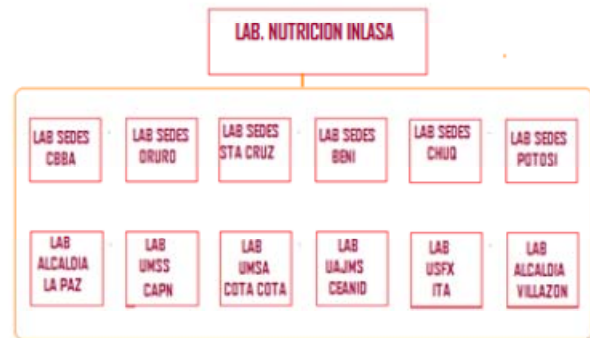 LAB. NUTRICION INLASA
LAB SEDES
CBBA
LAB SEDES
ORURO
LAB SEDES
STA CRUZ
LAB SEDES
BENI
LAB SEDES
CHUQ
LAB SEDES
POTOSI
LAB
ALCALDIA
LA PAZ
LAB
UMSS
CAPN
LAB
UMSA
COTA COTA
LAB
UAJMS
CEANID
LAB
USFX
ITA
LAB
ALCALDIA
VILLAZON